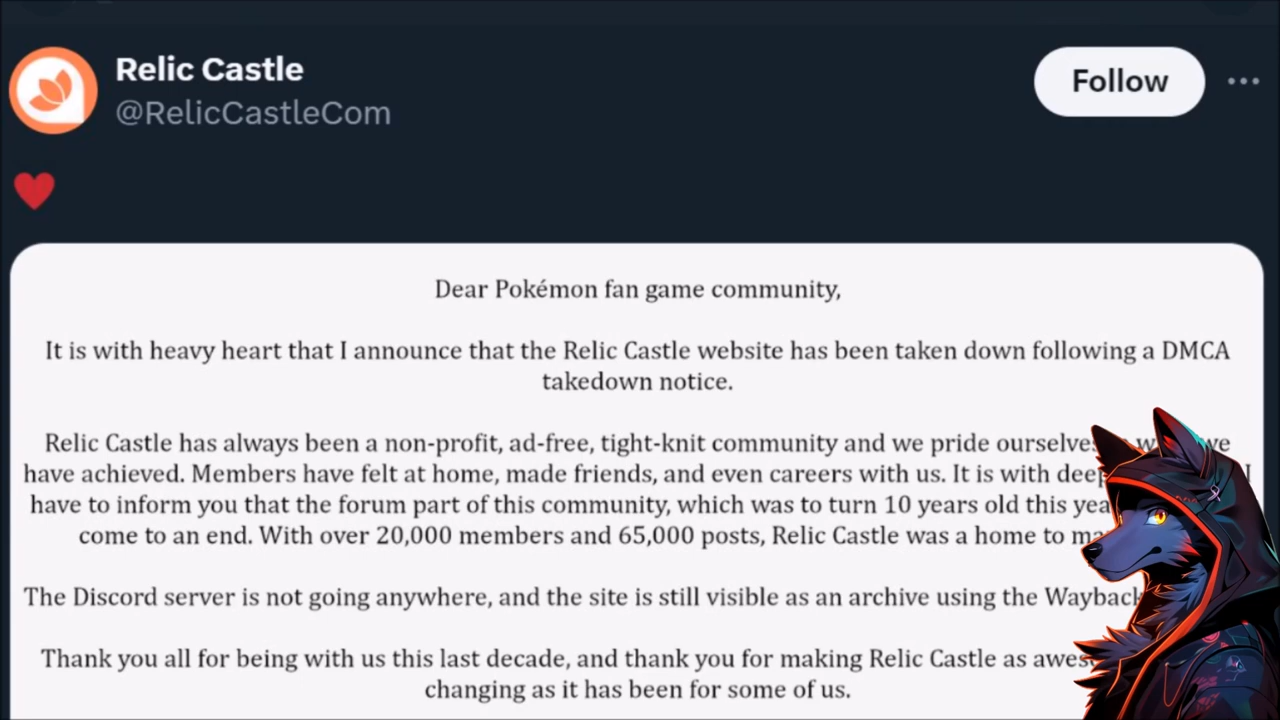 Relic Castle
@RelicCastleCom
Follow
Dear Pokémon fan game community,
It is with heavy heart that I announce that the Relic Castle website has been taken down following a DMCA
takedown notice.
Relic Castle has always been a non-profit, ad-free, tight-knit community and we pride ourselves we
have achieved. Members have felt at home, made friends, and even careers with us. It is with deep I
have to inform you that the forum part of this community, which was to turn 10 years old this
come to an end. With over 20,000 members and 65,000 posts, Relic Castle was a home to
The Discord server is not going anywhere, and the site is still visible as an archive using the Wayback
Thank you all for being with us this last decade, and thank you for making Relic Castle as
changing as it has been for some of us.